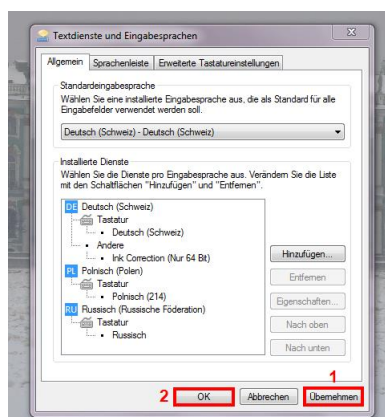 Textdienste und Eingabesprachen
Allgemein Sprachenleiste Erweiterte Tastatureinstellungen
Standardeingabesprache
Wählen Sie eine installierte Eingabesprache aus, die als Standard für alle
Eingabefelder verwendet werden soll.
Deutsch (Schweiz) - Deutsch (Schweiz)
Installierte Dienste
Wählen Sie die Dienste pro Eingabesprache aus. Verändern Sie die Liste
mit den Schaltflächen "Hinzufügen" und "Entfernen".
DE Deutsch (Schweiz)
Tastatur
• Deutsch (Schweiz)
• Andere
• Ink Correction (Nur 64 Bit)
PL Polnisch (Polen)
Tastatur
• Polnisch (214)
RU Russisch (Russische Föderation)
Tastatur
• Russisch
Hinzufügen...
Entfernen
Eigenschaften...
Nach oben
Nach unten
1
2 OK Abbrechen Übernehmen